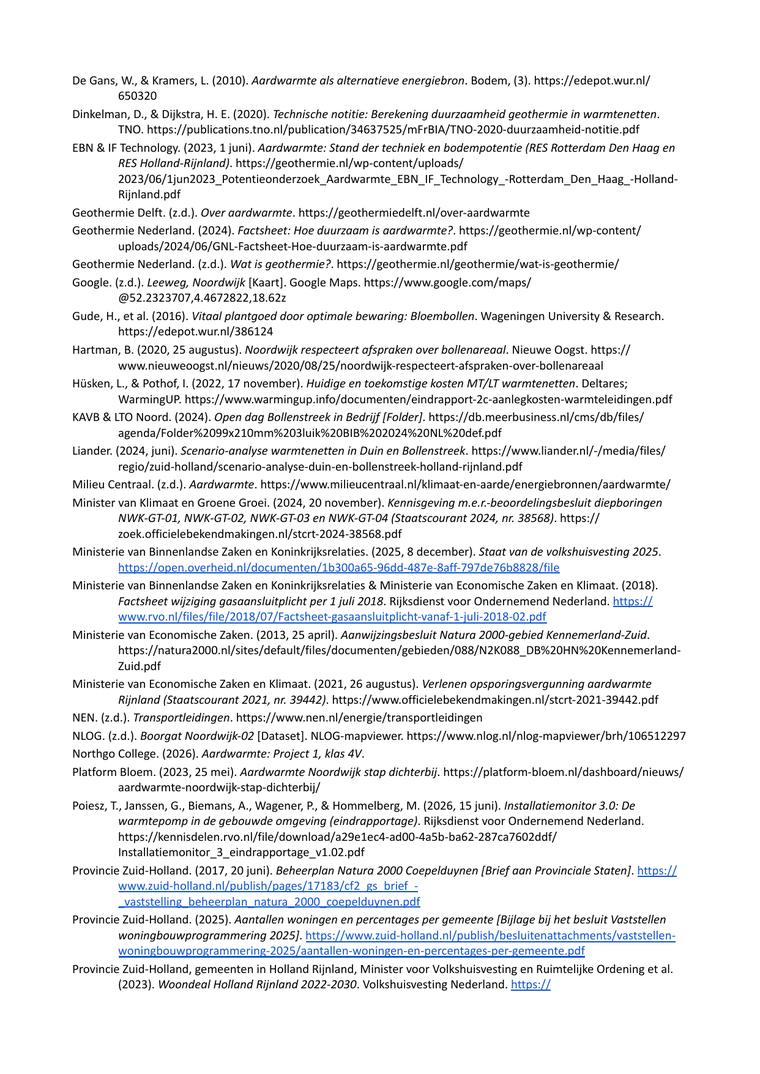 De Gans, W., & Kramers, L. (2010). Aardwarmte als alternatieve energiebron. Bodem, (3). https://edepot.wur.nl/
650320
Dinkelman, D., & Dijkstra, H. E. (2020). Technische notitie: Berekening duurzaamheid geothermie in warmtenetten.
TNO. https://publications.tno.nl/publication/34637525/mFrBIA/TNO-2020-duurzaamheid-notitie.pdf
EBN & IF Technology. (2023, 1 juni). Aardwarmte: Stand der techniek en bodempotentie (RES Rotterdam Den Haag en
RES Holland-Rijnland). https://geothermie.nl/wp-content/uploads/
2023/06/1jun2023_Potentieonderzoek_Aardwarmte_EBN_IF_Technology_-Rotterdam_Den_Haag_-Holland-
Rijnland.pdf
Geothermie Delft. (z.d.). Over aardwarmte. https://geothermiedelft.nl/over-aardwarmte
Geothermie Nederland. (2024). Factsheet: Hoe duurzaam is aardwarmte?. https://geothermie.nl/wp-content/
uploads/2024/06/GNL-Factsheet-Hoe-duurzaam-is-aardwarmte.pdf
Geothermie Nederland. (z.d.). Wat is geothermie?. https://geothermie.nl/geothermie/wat-is-geothermie/
Google. (z.d.). Leeweg, Noordwijk [Kaart]. Google Maps. https://www.google.com/maps/
@52.2323707,4.4672822,18.62z
Gude, H., et al. (2016). Vitaal plantgoed door optimale bewaring: Bloembollen. Wageningen University & Research.
https://edepot.wur.nl/386124
Hartman, B. (2020, 25 augustus). Noordwijk respecteert afspraken over bollenareaal. Nieuwe Oogst. https://
www.nieuweoogst.nl/nieuws/2020/08/25/noordwijk-respecteert-afspraken-over-bollenareaal
Hüsken, L., & Pothof, I. (2022, 17 november). Huidige en toekomstige kosten MT/LT warmtenetten. Deltares;
WarmingUP. https://www.warmingup.info/documenten/eindrapport-2c-aanlegkosten-warmteleidingen.pdf
KAVB & LTO Noord. (2024). Open dag Bollenstreek in Bedrijf [Folder]. https://db.meerbusiness.nl/cms/db/files/
agenda/Folder%2099x210mm%203luik%20BIB%202024%20NL%20def.pdf
Liander. (2024, juni). Scenario-analyse warmtenetten in Duin en Bollenstreek. https://www.liander.nl/-/media/files/
regio/zuid-holland/scenario-analyse-duin-en-bollenstreek-holland-rijnland.pdf
Milieu Centraal. (z.d.). Aardwarmte. https://www.milieucentraal.nl/klimaat-en-aarde/energiebronnen/aardwarmte/
Minister van Klimaat en Groene Groei. (2024, 20 november). Kennisgeving m.e.r.-beoordelingsbesluit diepboringen
NWK-GT-01, NWK-GT-02, NWK-GT-03 en NWK-GT-04 (Staatscourant 2024, nr. 38568). https://
zoek.officielebekendmakingen.nl/stcrt-2024-38568.pdf
Ministerie van Binnenlandse Zaken en Koninkrijksrelaties. (2025, 8 december). Staat van de volkshuisvesting 2025.
https://open.overheid.nl/documenten/1b300a65-96dd-487e-8aff-797de76b8828/file
Ministerie van Binnenlandse Zaken en Koninkrijksrelaties & Ministerie van Economische Zaken en Klimaat. (2018).
Factsheet wijziging gasaansluitplicht per 1 juli 2018. Rijksdienst voor Ondernemend Nederland. https://
www.rvo.nl/files/file/2018/07/Factsheet-gasaansluitplicht-vanaf-1-juli-2018-02.pdf
Ministerie van Economische Zaken. (2013, 25 april). Aanwijzingsbesluit Natura 2000-gebied Kennemerland-Zuid.
https://natura2000.nl/sites/default/files/documenten/gebieden/088/N2K088_DB%20HN%20Kennemerland-
Zuid.pdf
Ministerie van Economische Zaken en Klimaat. (2021, 26 augustus). Verlenen opsporingsvergunning aardwarmte
Rijnland (Staatscourant 2021, nr. 39442). https://www.officielebekendmakingen.nl/stcrt-2021-39442.pdf
NEN. (z.d.). Transportleidingen. https://www.nen.nl/energie/transportleidingen
NLOG. (z.d.). Boorgat Noordwijk-02 [Dataset]. NLOG-mapviewer. https://www.nlog.nl/nlog-mapviewer/brh/106512297
Northgo College. (2026). Aardwarmte: Project 1, klas 4V.
Platform Bloem. (2023, 25 mei). Aardwarmte Noordwijk stap dichterbij. https://platform-bloem.nl/dashboard/nieuws/
aardwarmte-noordwijk-stap-dichterbij/
Poiesz, T., Janssen, G., Biemans, A., Wagener, P., & Hommelberg, M. (2026, 15 juni). Installatiemonitor 3.0: De
warmtepomp in de gebouwde omgeving (eindrapportage). Rijksdienst voor Ondernemend Nederland.
https://kennisdelen.rvo.nl/file/download/a29e1ec4-ad00-4a5b-ba62-287ca7602ddf/
Installatiemonitor_3_eindrapportage_v1.02.pdf
Provincie Zuid-Holland. (2017, 20 juni). Beheerplan Natura 2000 Coepelduynen [Brief aan Provinciale Staten]. https://
www.zuid-holland.nl/publish/pages/17183/cf2_gs_brief_-
_vaststelling_beheerplan_natura_2000_coepelduynen.pdf
Provincie Zuid-Holland. (2025). Aantallen woningen en percentages per gemeente [Bijlage bij het besluit Vaststellen
woningbouwprogrammering 2025]. https://www.zuid-holland.nl/publish/besluitenattachments/vaststellen-
woningbouwprogrammering-2025/aantallen-woningen-en-percentages-per-gemeente.pdf
Provincie Zuid-Holland, gemeenten in Holland Rijnland, Minister voor Volkshuisvesting en Ruimtelijke Ordening et al.
(2023). Woondeal Holland Rijnland 2022-2030. Volkshuisvesting Nederland. https://